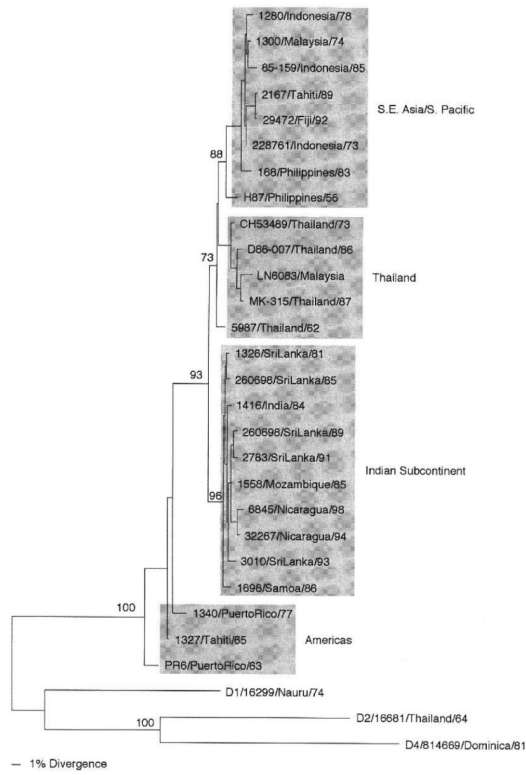 1280/Indonesia/78
1300/Malaysia/74
85-159/Indonesia/85
2167/Tahiti/89
S.E. Asia/S. Pacific
29472/Fiji/92
228761/Indonesia/73
88
168/Philippines/83
H87/Philippines/56
CH53489/Thailand/73
D86-007/Thailand/86
73
LN6083/Malaysia
Thailand
MK-315/Thailand/87
5987/Thailand/62
1326/SriLanka/81
93
260698/SriLanka/85
1416/India/84
260698/SriLanka/89
2783/SriLanka/91
Indian Subcontinent
1558/Mozambique/85
96
6845/Nicaragua/98
32267/Nicaragua/94
3010/SriLanka/93
1696/Samoa/86
100
1340/PuertoRico/77
1327/Tahiti/65
Americas
PR6/PuertoRico/63
D1/16299/Nauru/74
100
D2/16681/Thailand/64
D4/814669/Dominica/81
1% Divergence